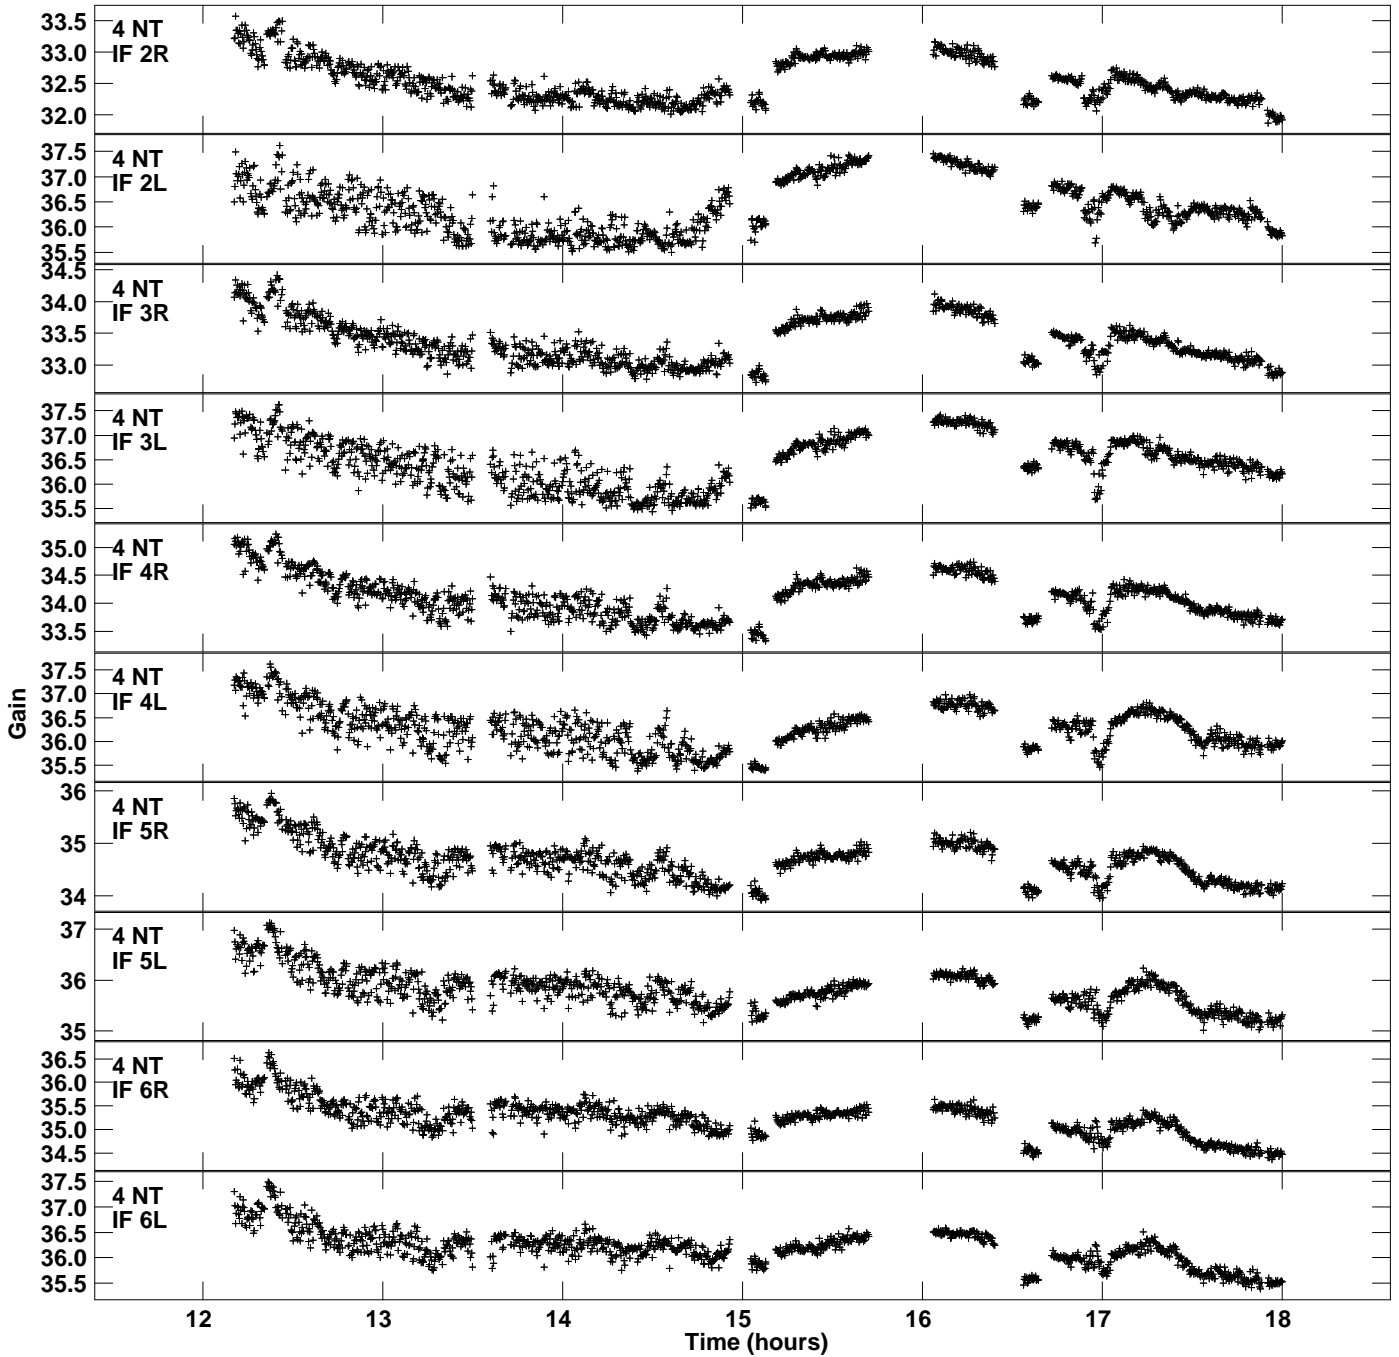 33.5
33.0
32.5
32.0
4 NT
IF 2R
37.5
37.0
36.5
36.0
35.5
4 NT
IF 2L
34.5
34.0
33.5
33.0
4 NT
IF 3R
37.5
37.0
36.5
36.0
35.5
4 NT
IF 3L
35.0
34.5
34.0
33.5
4 NT
IF 4R
37.5
37.0
36.5
36.0
35.5
4 NT
IF 4L
Gain
36
35
34
4 NT
IF 5R
37
36
35
4 NT
IF 5L
36.5
36.0
35.5
35.0
34.5
4 NT
IF 6R
37.5
37.0
36.5
36.0
35.5
4 NT
IF 6L
12 13 14 15 16 17 18
Time (hours)